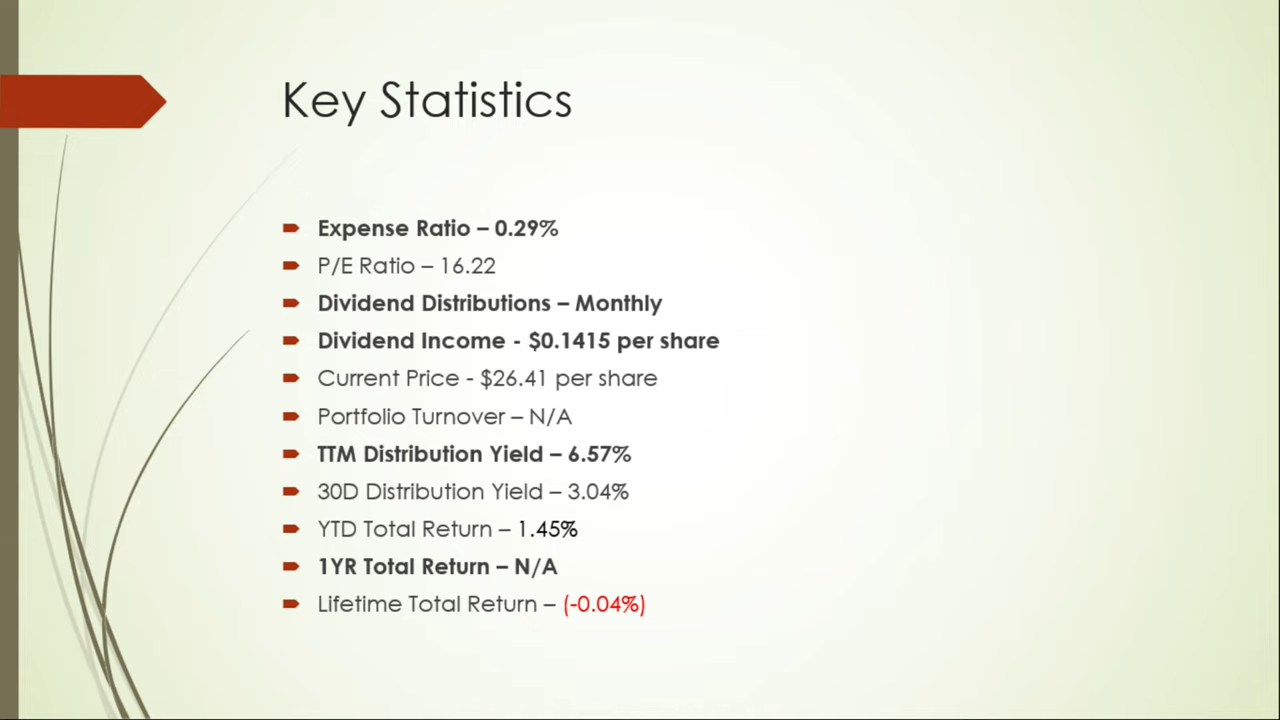 Key Statistics
Expense Ratio – 0.29%
P/E Ratio – 16.22
Dividend Distributions – Monthly
Dividend Income - $0.1415 per share
Current Price - $26.41 per share
Portfolio Turnover – N/A
TTM Distribution Yield – 6.57%
30D Distribution Yield – 3.04%
YTD Total Return – 1.45%
1YR Total Return – N/A
Lifetime Total Return – (-0.04%)